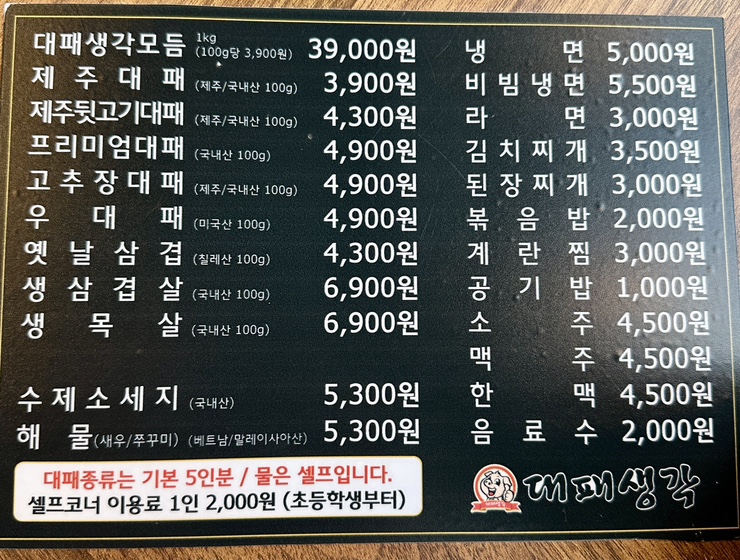 대패생각모듬 1kg (100g당 3,900원) 39,000원
제주대패 (제주/국내산 100g) 3,900원
제주뒷고기대패 (제주/국내산 100g) 4,300원
프리미엄대패 (국내산 100g) 4,900원
고추장대패 (제주/국내산 100g) 4,900원
우대패 (미국산 100g) 4,900원
옛날삼겹 (칠레산 100g) 4,300원
생삼겹살 (국내산 100g) 6,900원
생목살 (국내산 100g) 6,900원
수제소세지 (국내산) 5,300원
해물(새우/쭈꾸미) (베트남/말레이사아산) 5,300원
냉면 5,000원
비빔냉면 5,500원
라면 3,000원
김치찌개 3,500원
된장찌개 3,000원
볶음밥 2,000원
계란찜 3,000원
공기밥 1,000원
소주 4,500원
맥주 4,500원
한맥 4,500원
음료수 2,000원
대패종류는 기본 5인분 / 물은 셀프입니다.
셀프코너 이용료 1인 2,000원 (초등학생부터)
대패생각